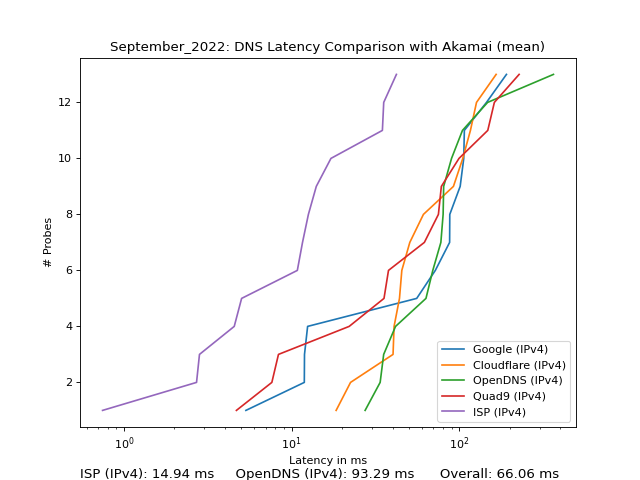 September_2022: DNS Latency Comparison with Akamai (mean)
# Probes
12
10
8
6
4
2
Google (IPv4)
Cloudflare (IPv4)
OpenDNS (IPv4)
Quad9 (IPv4)
ISP (IPv4)
10⁰ 10¹ 10²
Latency in ms
ISP (IPv4): 14.94 ms OpenDNS (IPv4): 93.29 ms Overall: 66.06 ms